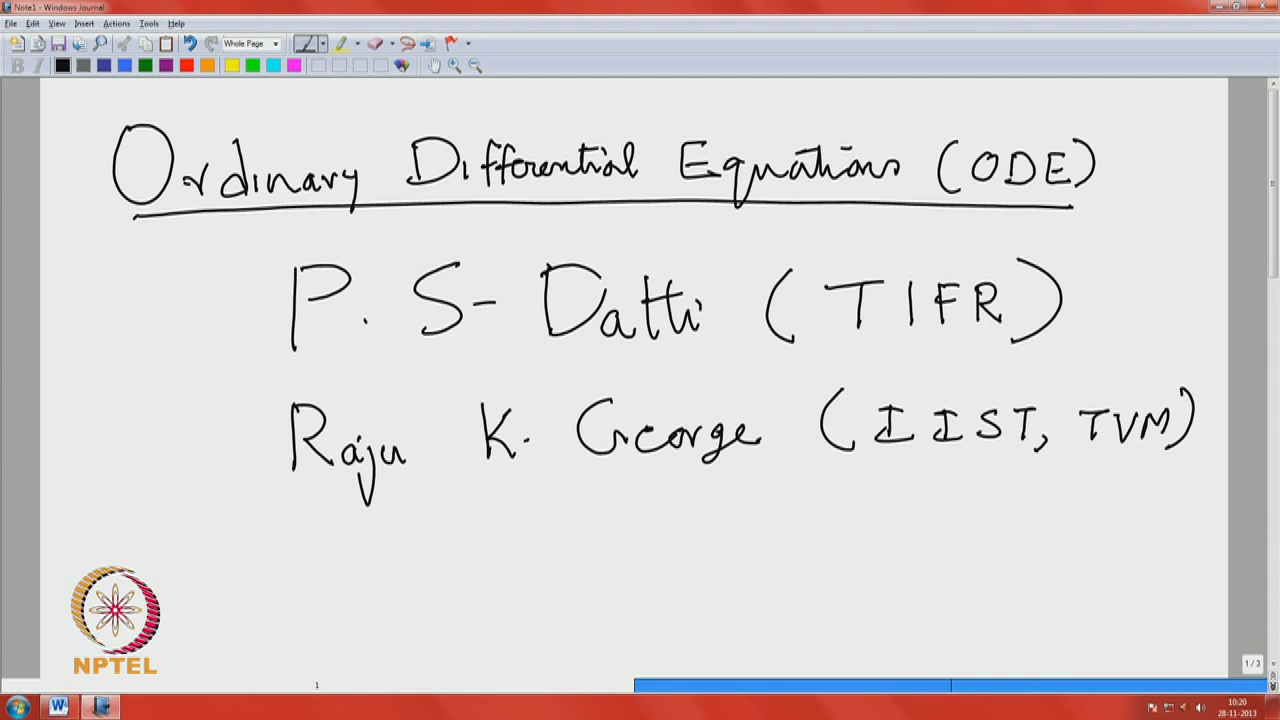 Note1 - Windows Journal
File Edit View Insert Actions Tools Help
Whole Page
B I
Ordinary Differential Equations (ODE)
P. S- Datti (TIFR)
Raju K. George (IIST, TVM)
NPTEL
1
1 / 3
10:20
28-11-2013